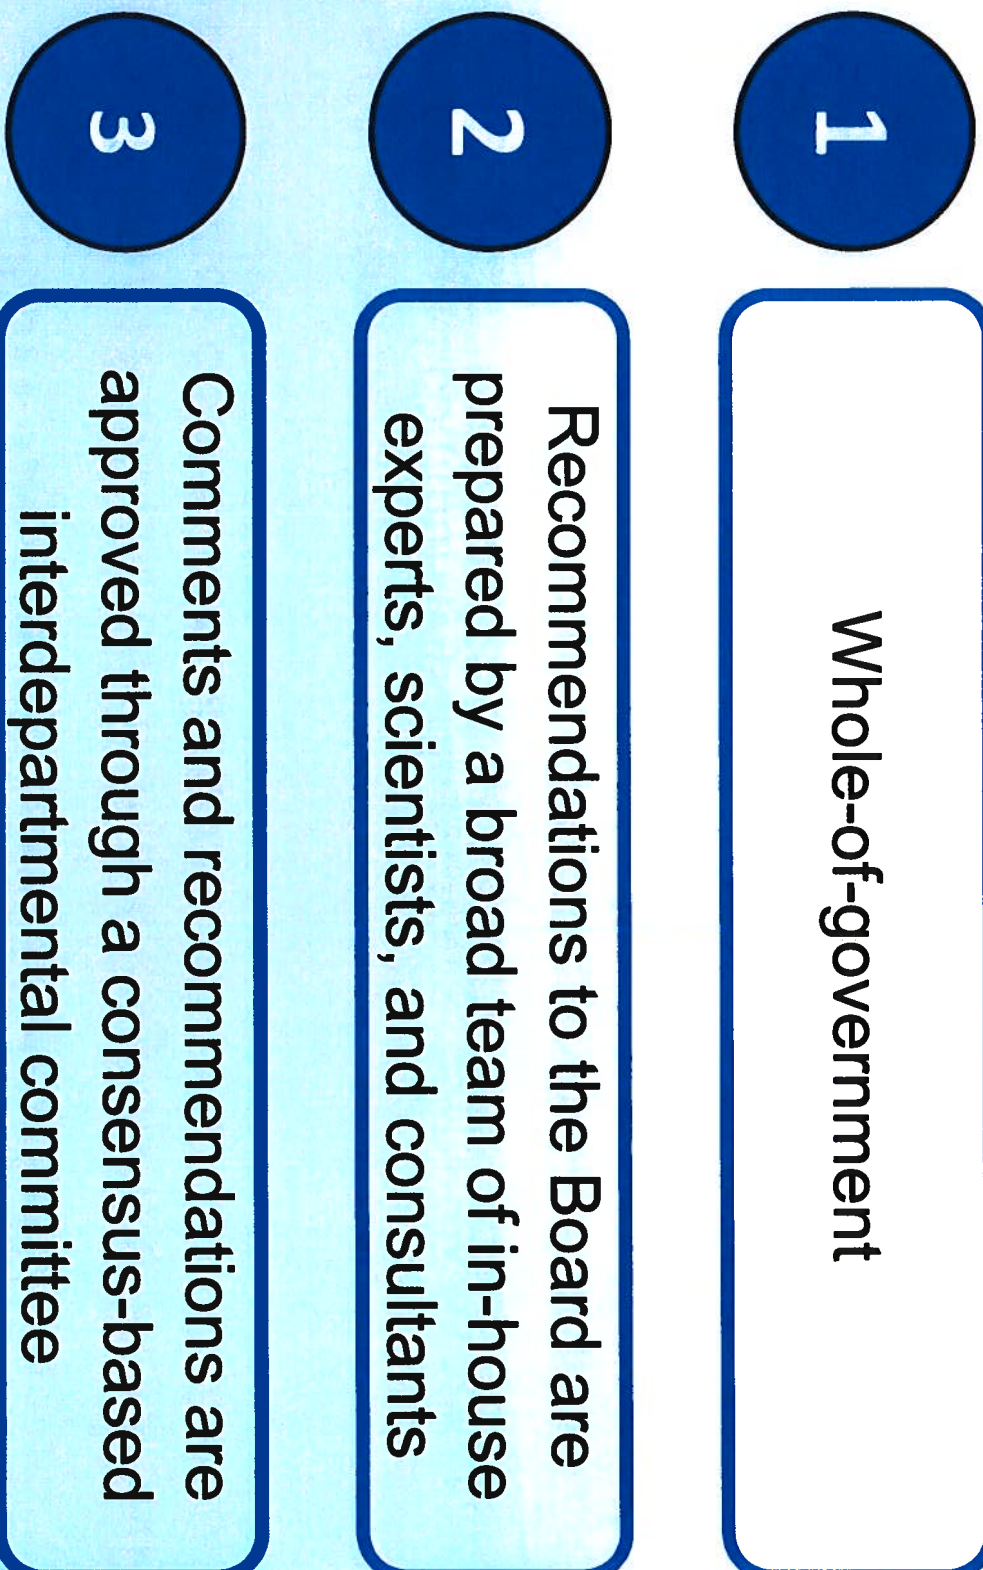 1
Whole-of-government
2
Recommendations to the Board are
prepared by a broad team of in-house
experts, scientists, and consultants
3
Comments and recommendations are
approved through a consensus-based
interdepartmental committee